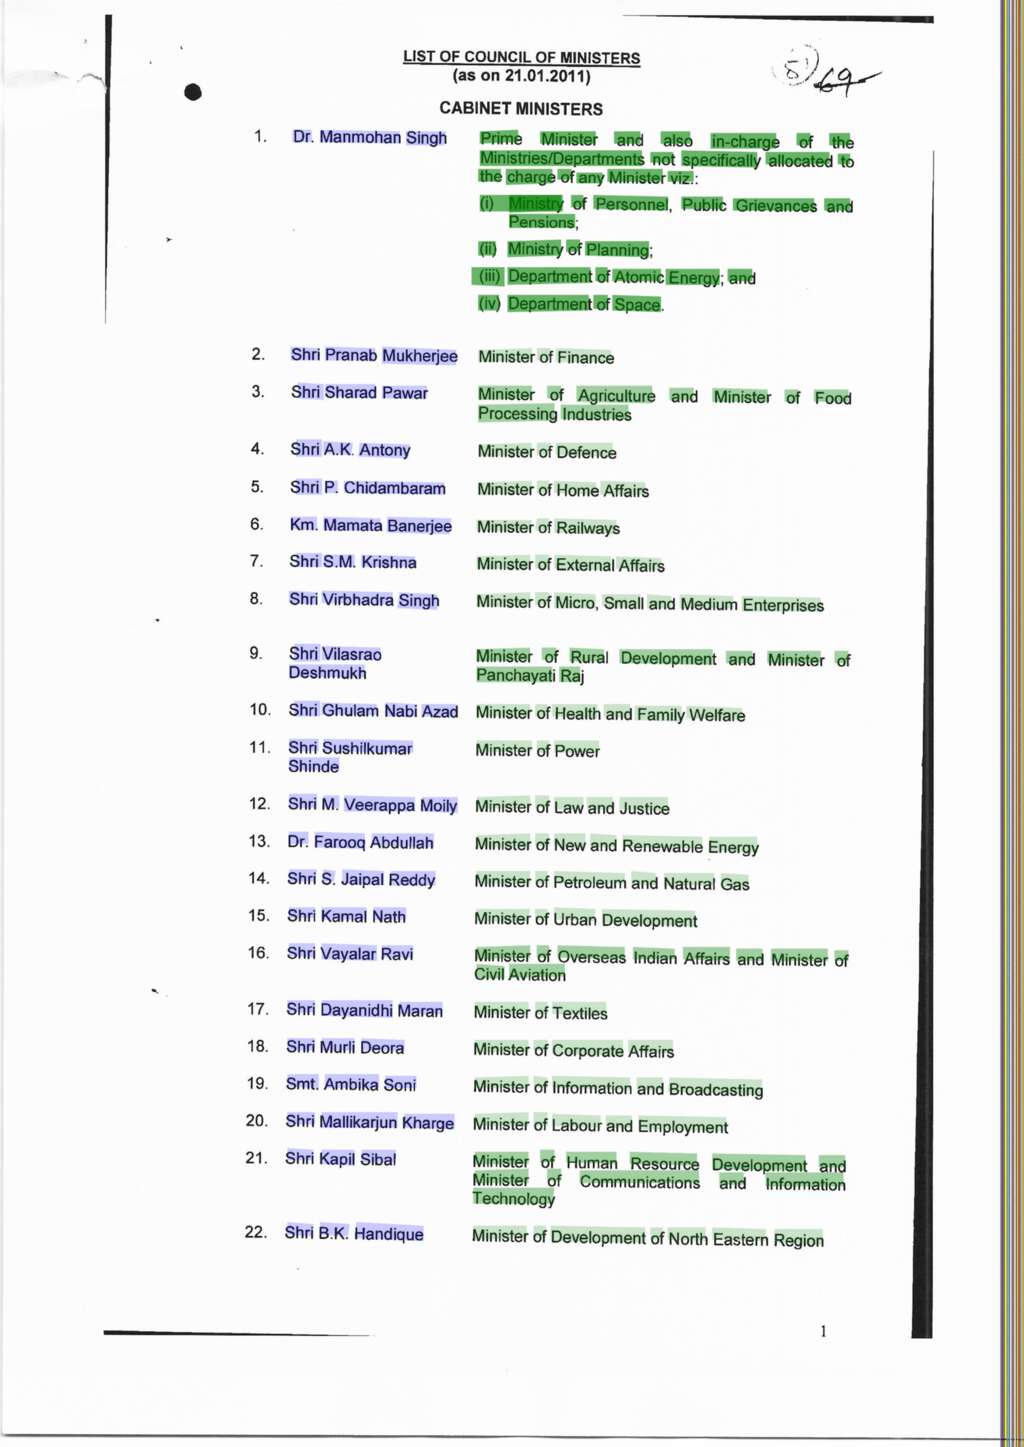 LIST OF COUNCIL OF MINISTERS
(as on 21.01.2011)
69
CABINET MINISTERS
1. Dr. Manmohan Singh Prime Minister and also in-charge of the
Ministries/Departments not specifically allocated to
the charge of any Minister viz.:
(i) Ministry of Personnel, Public Grievances and
Pensions;
(ii) Ministry of Planning;
(iii) Department of Atomic Energy; and
(iv) Department of Space.
2. Shri Pranab Mukherjee Minister of Finance
3. Shri Sharad Pawar Minister of Agriculture and Minister of Food
Processing Industries
4. Shri A.K. Antony Minister of Defence
5. Shri P. Chidambaram Minister of Home Affairs
6. Km. Mamata Banerjee Minister of Railways
7. Shri S.M. Krishna Minister of External Affairs
8. Shri Virbhadra Singh Minister of Micro, Small and Medium Enterprises
9. Shri Vilasrao Minister of Rural Development and Minister of
Deshmukh Panchayati Raj
10. Shri Ghulam Nabi Azad Minister of Health and Family Welfare
11. Shri Sushilkumar Minister of Power
Shinde
12. Shri M. Veerappa Moily Minister of Law and Justice
13. Dr. Farooq Abdullah Minister of New and Renewable Energy
14. Shri S. Jaipal Reddy Minister of Petroleum and Natural Gas
15. Shri Kamal Nath Minister of Urban Development
16. Shri Vayalar Ravi Minister of Overseas Indian Affairs and Minister of
Civil Aviation
17. Shri Dayanidhi Maran Minister of Textiles
18. Shri Murli Deora Minister of Corporate Affairs
19. Smt. Ambika Soni Minister of Information and Broadcasting
20. Shri Mallikarjun Kharge Minister of Labour and Employment
21. Shri Kapil Sibal Minister of Human Resource Development and
Minister of Communications and Information
Technology
22. Shri B.K. Handique Minister of Development of North Eastern Region
1